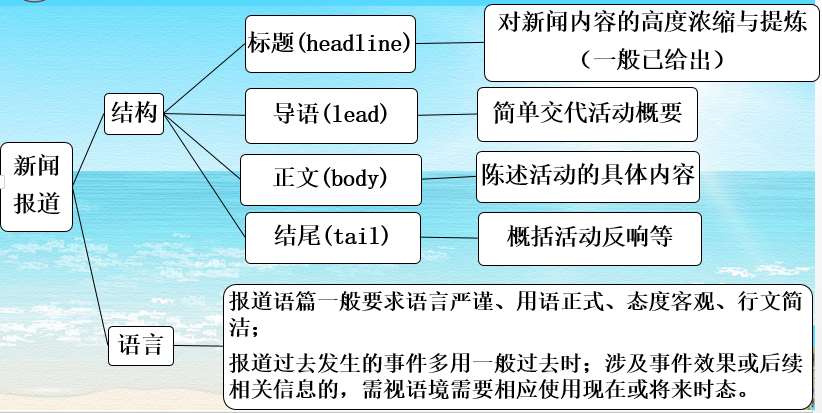 新闻
报道
结构
标题(headline)
对新闻内容的高度浓缩与提炼
（一般已给出）
导语(lead)
简单交代活动概要
正文(body)
陈述活动的具体内容
结尾(tail)
概括活动反响等
语言
报道语篇一般要求语言严谨、用语正式、态度客观、行文简
洁；
报道过去发生的事件多用一般过去时；涉及事件效果或后续
相关信息的，需视语境需要相应使用现在或将来时态。